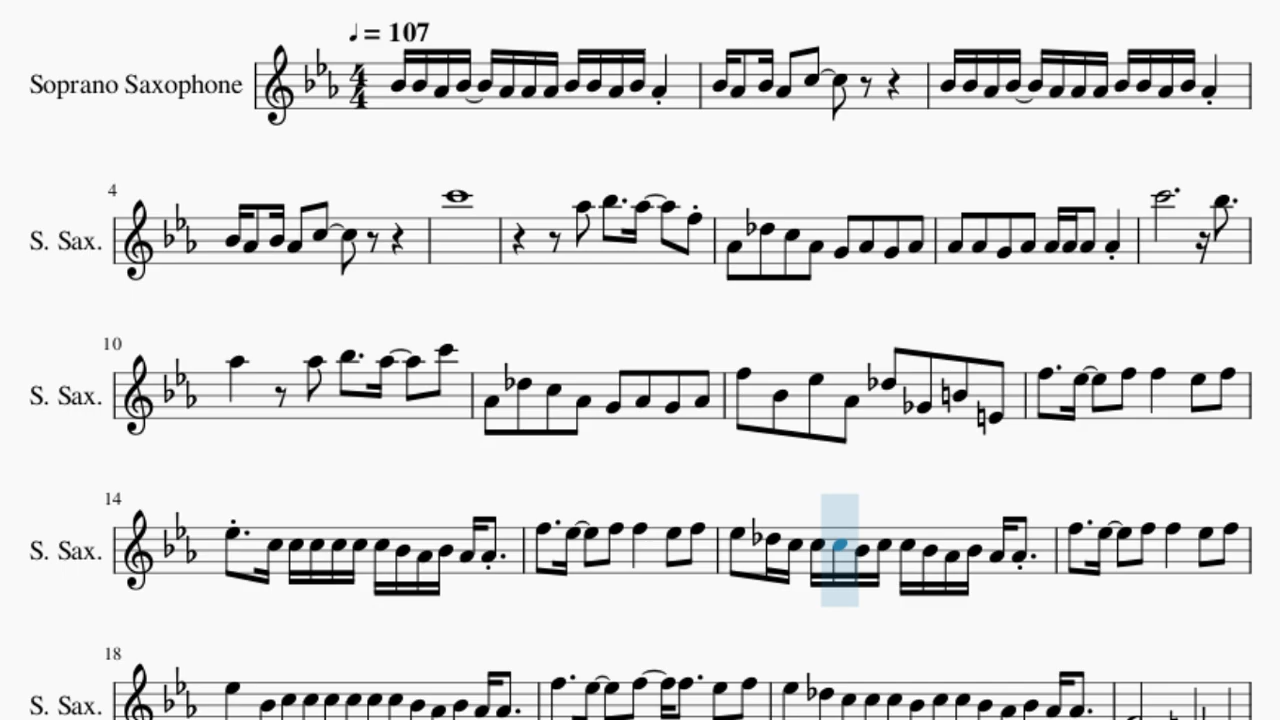 ♩ = 107
Soprano Saxophone
4
S. Sax.
10
S. Sax.
14
S. Sax.
18
S. Sax.